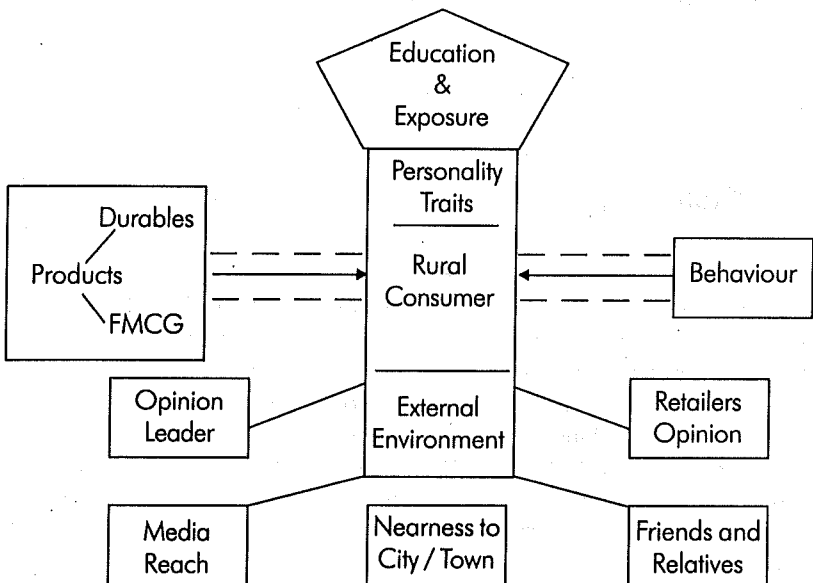 Education
&
Exposure
Personality
Traits
Durables
Products
FMCG
Rural
Consumer
Behaviour
Opinion
Leader
External
Environment
Retailers
Opinion
Media
Reach
Nearness to
City / Town
Friends and
Relatives